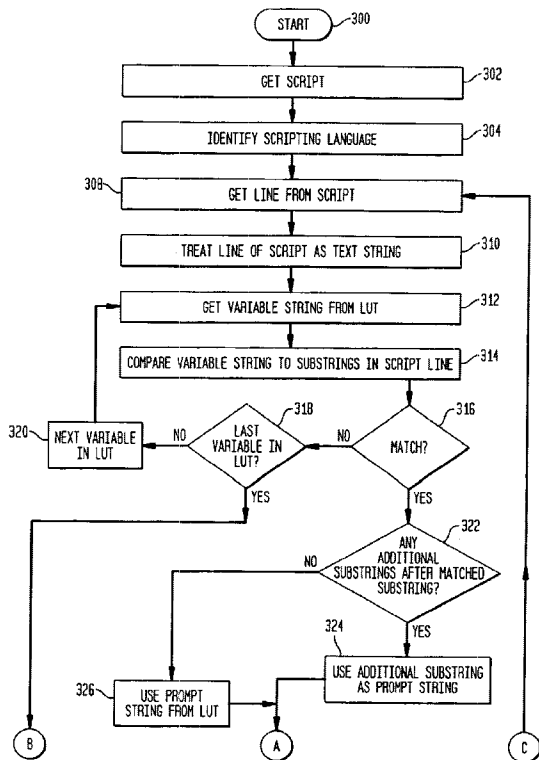 START
300
GET SCRIPT
302
IDENTIFY SCRIPTING LANGUAGE
304
308
GET LINE FROM SCRIPT
TREAT LINE OF SCRIPT AS TEXT STRING
310
GET VARIABLE STRING FROM LUT
312
COMPARE VARIABLE STRING TO SUBSTRINGS IN SCRIPT LINE
314
316
MATCH?
NO
YES
318
LAST
VARIABLE IN
LUT?
NO
YES
320
NEXT VARIABLE
IN LUT
322
ANY
ADDITIONAL
SUBSTRINGS AFTER MATCHED
SUBSTRING?
NO
YES
324
USE ADDITIONAL SUBSTRING
AS PROMPT STRING
326
USE PROMPT
STRING FROM LUT
B
A
C